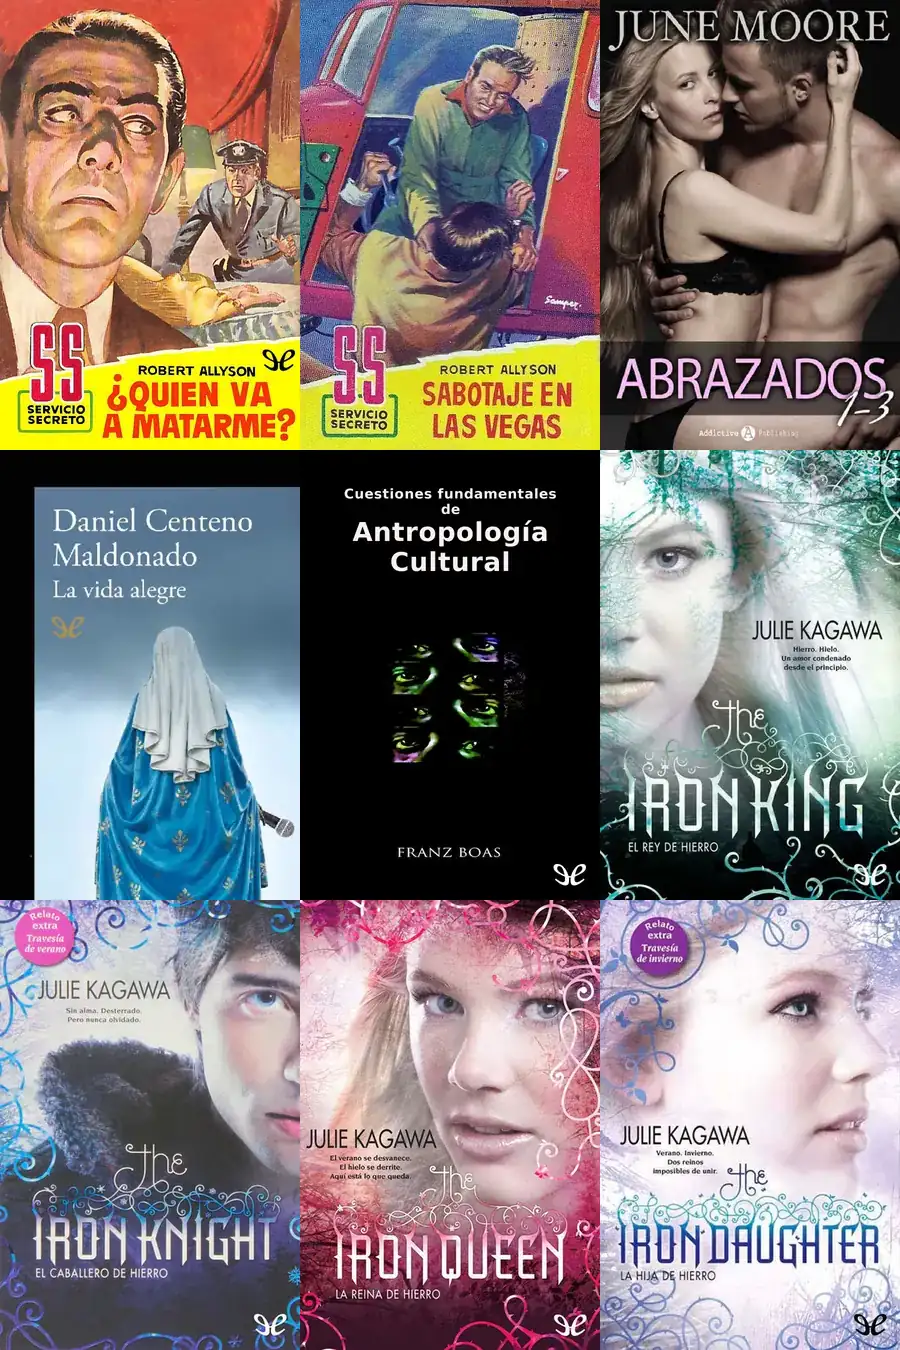 SS
SERVICIO
SECRETO
ROBERT ALLYSON
¿QUIEN VA
A MATARME?
Samper.
SS
SERVICIO
SECRETO
ROBERT ALLYSON
SABOTAJE EN
LAS VEGAS
JUNE MOORE
ABRAZADOS
1-3
Addictive A Publishing
Daniel Centeno
Maldonado
La vida alegre
Cuestiones fundamentales
de
Antropología
Cultural
FRANZ BOAS
JULIE KAGAWA
Hierro. Hielo.
Un amor condenado
desde el principio.
The
IRON KING
EL REY DE HIERRO
Relato
extra
Travesía
de verano
JULIE KAGAWA
Sin alma. Desterrado.
Pero nunca olvidado.
The
IRON KNIGHT
EL CABALLERO DE HIERRO
JULIE KAGAWA
El verano se desvanece.
El hielo se derrite.
Aquí está lo que queda.
The
IRON QUEEN
LA REINA DE HIERRO
Relato
extra
Travesía
de invierno
JULIE KAGAWA
Verano. Invierno.
Dos reinos
imposibles de unir.
The
IRON DAUGHTER
LA HIJA DE HIERRO